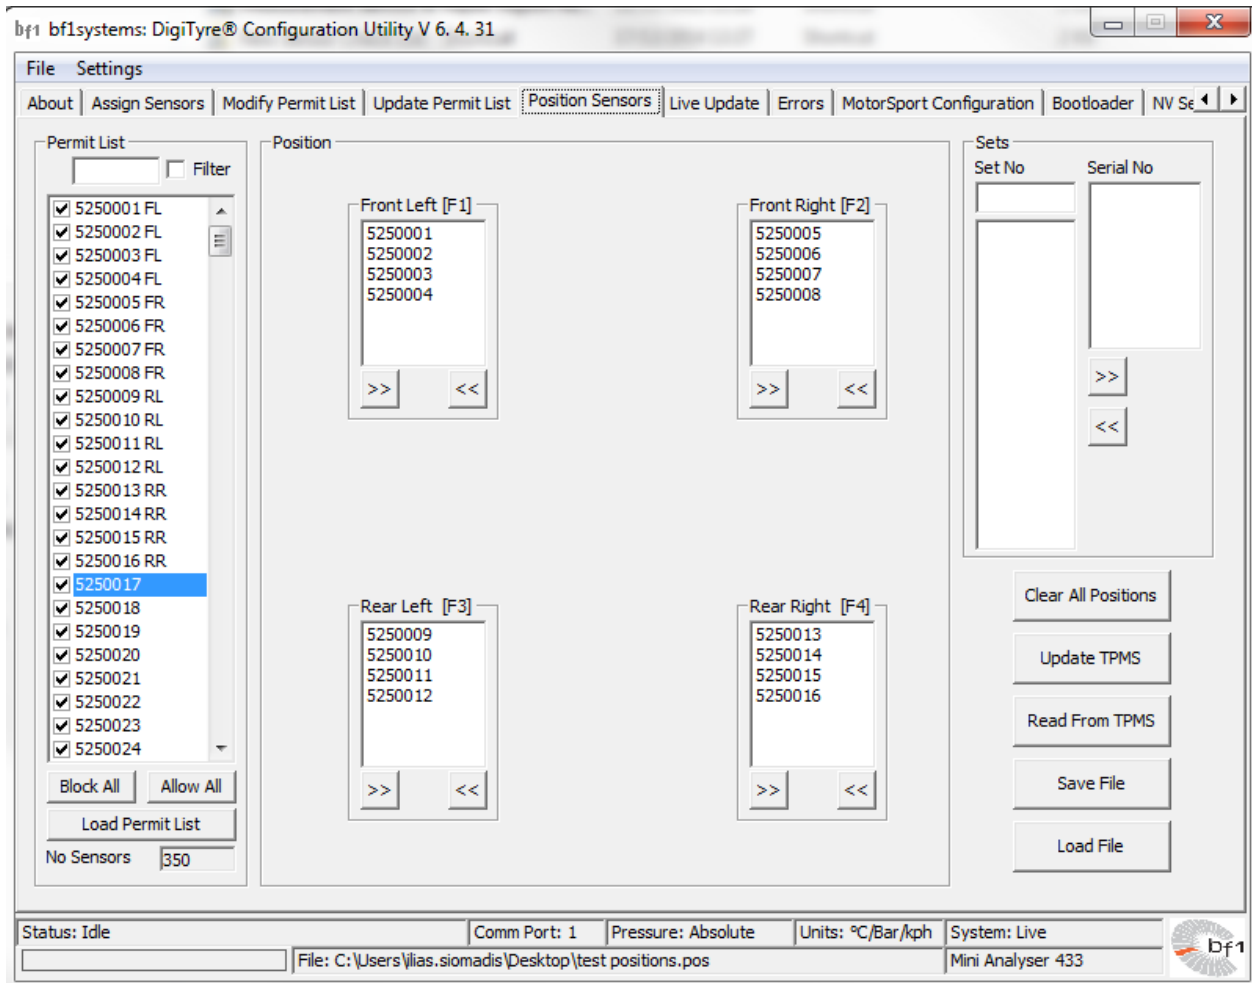 bf1 bf1systems: DigiTyre® Configuration Utility V 6. 4. 31
File Settings
About Assign Sensors Modify Permit List Update Permit List Position Sensors Live Update Errors MotorSport Configuration Bootloader NV Se
Permit List
Filter
5250001 FL
5250002 FL
5250003 FL
5250004 FL
5250005 FR
5250006 FR
5250007 FR
5250008 FR
5250009 RL
5250010 RL
5250011 RL
5250012 RL
5250013 RR
5250014 RR
5250015 RR
5250016 RR
5250017
5250018
5250019
5250020
5250021
5250022
5250023
5250024
Block All Allow All
Load Permit List
No Sensors 350
Position
Front Left [F1]
5250001
5250002
5250003
5250004
>> <<
Front Right [F2]
5250005
5250006
5250007
5250008
>> <<
Rear Left [F3]
5250009
5250010
5250011
5250012
>> <<
Rear Right [F4]
5250013
5250014
5250015
5250016
>> <<
Sets
Set No Serial No
>>
<<
Clear All Positions
Update TPMS
Read From TPMS
Save File
Load File
Status: Idle Comm Port: 1 Pressure: Absolute Units: °C/Bar/kph System: Live
File: C:\Users\ilias.siomadis\Desktop\test positions.pos Mini Analyser 433
bf1